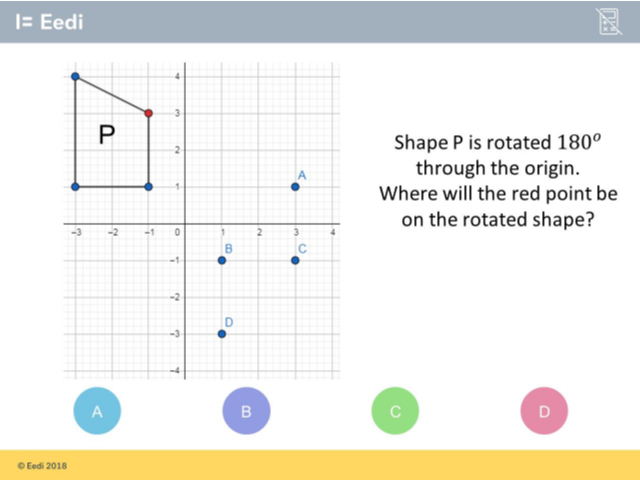 I= Eedi
4
P
3
Shape P is rotated 180°
2
through the origin.
A
Where will the red point be
1
on the rotated shape?
-3 -2 -1 0 1 2 3 4
B C
-1
-2
D
-3
-4
A B C D
© Eedi 2018